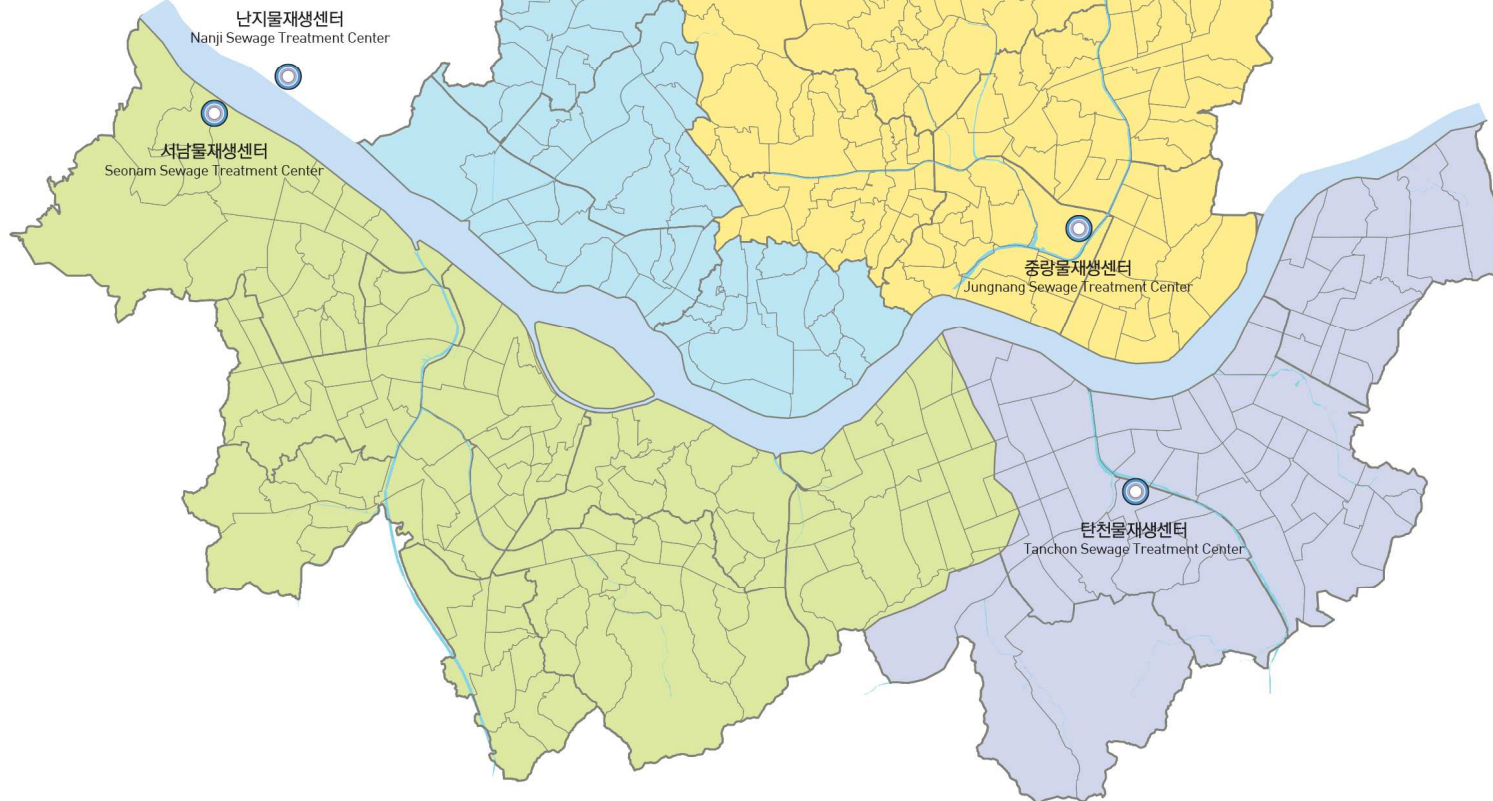 난지물재생센터
Nanji Sewage Treatment Center
서남물재생센터
Seonam Sewage Treatment Center
중랑물재생센터
Jungnang Sewage Treatment Center
탄천물재생센터
Tanchon Sewage Treatment Center